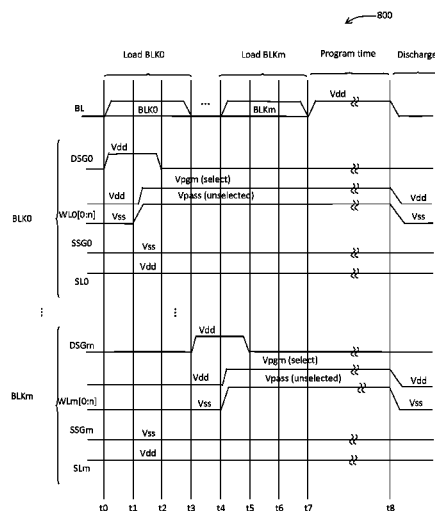 800
Load BLK0 Load BLKm Program time Discharge
Vdd
BL BLK0 ... BLKm
Vdd
DSG0
Vpgm (select)
Vdd Vpass (unselected) Vdd
BLK0 WL0[0:n] Vss Vss
SSG0 Vss
SL0 Vdd
Vdd
DSGm
Vpgm (select)
Vdd Vpass (unselected) Vdd
BLKm WLm[0:n] Vss Vss
SSGm Vss
SLm Vdd
t0 t1 t2 t3 t4 t5 t6 t7 t8